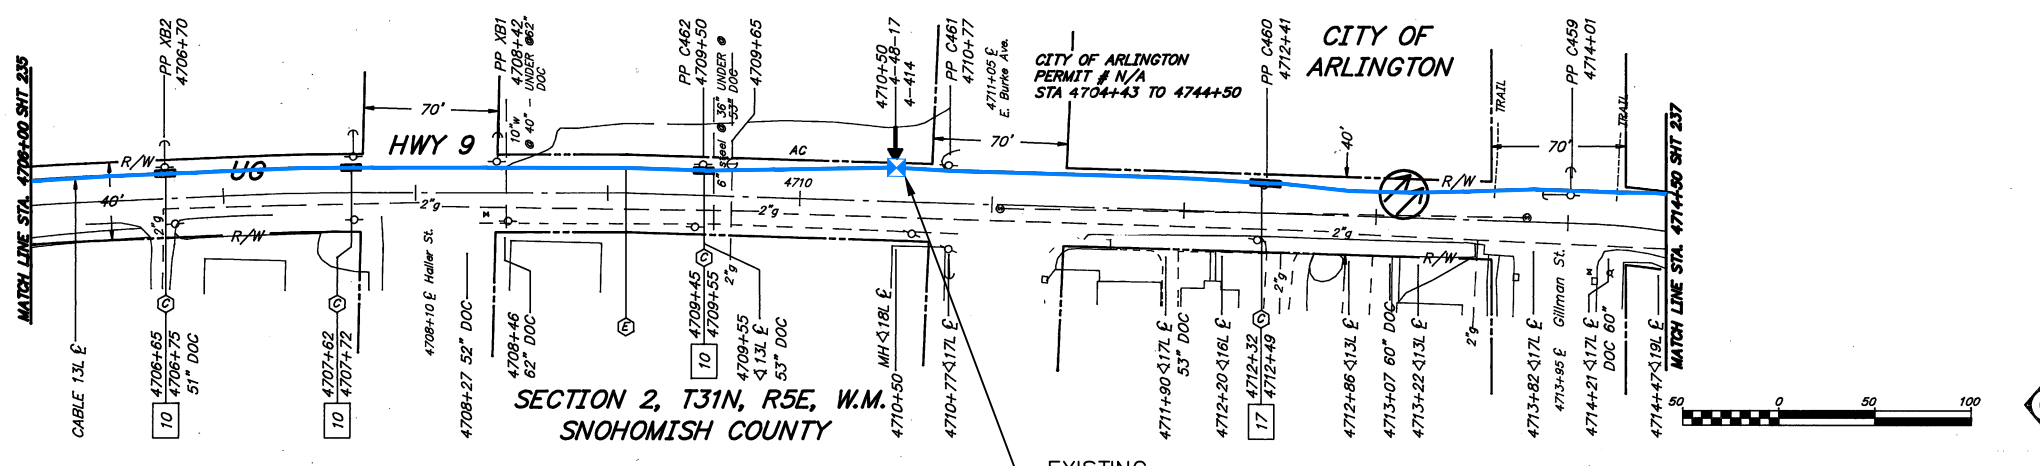 MATCH LINE STA. 4706+00 SHT 235
PP XB2
4706+70
PP XB1
4708+42
10"W
@ 40" - UNDER @62"
DOC
PP C462
4709+50
6" steel @ 36" UNDER @
53" DOC
4709+65
4710+50
4-48-17
4-414
PP C461
4710+77
4711+05 ⅊
E. Burke Ave.
CITY OF ARLINGTON
PERMIT # N/A
STA 4704+43 TO 4744+50
PP C460
4712+41
CITY OF
ARLINGTON
TRAIL
PP C459
4714+01
TRAIL
MATCH LINE STA. 4714+50 SHT 237
70'
HWY 9
70'
40'
70'
R/W
UG
AC
4710
R/W
40'
2"g
2"g
2"g
2"g
R/W
2"g
R/W
2"g
2"g
2"g
CABLE 13L
4706+65
4706+75
51" DOC
10
C
4707+62
4707+72
10
C
4708+10 Haller St.
4708+27 52" DOC
4708+46
62" DOC
E
C
4709+45
4709+55
10
4709+55
13L
53" DOC
MH 18L
4710+50
4710+77 17L
4711+90 17L
53" DOC
4712+20 16L
C
4712+32
4712+49
17
4712+86 13L
4713+07 60" DOC
4713+22 13L
4713+82 17L
4713+95 Gillman St.
4714+21 17L
DOC 60"
4714+47 19L
SECTION 2, T31N, R5E, W.M.
SNOHOMISH COUNTY
50 0 50 100
EXISTING